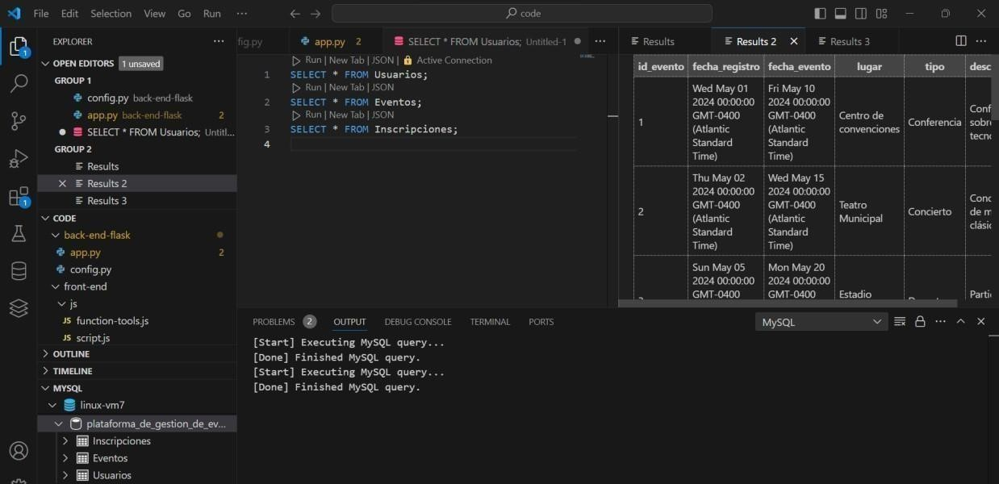 File Edit Selection View Go Run ··· code
EXPLORER ···
OPEN EDITORS 1 unsaved
GROUP 1
config.py back-end-flask
app.py back-end-flask 2
SELECT * FROM Usuarios; Untitl...
GROUP 2
Results
Results 2
Results 3
CODE
back-end-flask
app.py 2
config.py
front-end
js
JS function-tools.js
JS script.js
OUTLINE
TIMELINE
MYSQL
linux-vm7
plataforma_de_gestion_de_ev...
Inscripciones
Eventos
Usuarios
1
1
fig.py app.py 2 SELECT * FROM Usuarios; Untitled-1 ···
Run | New Tab | JSON | Active Connection
1 SELECT * FROM Usuarios;
Run | New Tab | JSON
2 SELECT * FROM Eventos;
Run | New Tab | JSON
3 SELECT * FROM Inscripciones;
4
Results Results 2 Results 3 ···
id_evento fecha_registro fecha_evento lugar tipo desc
1
Wed May 01
2024 00:00:00
GMT-0400
(Atlantic
Standard
Time)
Fri May 10
2024 00:00:00
GMT-0400
(Atlantic
Standard
Time)
Centro de
convenciones
Conferencia
Conf
sobre
tecno
2
Thu May 02
2024 00:00:00
GMT-0400
(Atlantic
Standard
Time)
Wed May 15
2024 00:00:00
GMT-0400
(Atlantic
Standard
Time)
Teatro
Municipal
Concierto
Conc
de m
clásic
Sun May 05
2024 00:00:00
GMT-0400
Mon May 20
2024 00:00:00
GMT-0400
Estadio
Partic
PROBLEMS 2 OUTPUT DEBUG CONSOLE TERMINAL PORTS MySQL ···
[Start] Executing MySQL query...
[Done] Finished MySQL query.
[Start] Executing MySQL query...
[Done] Finished MySQL query.